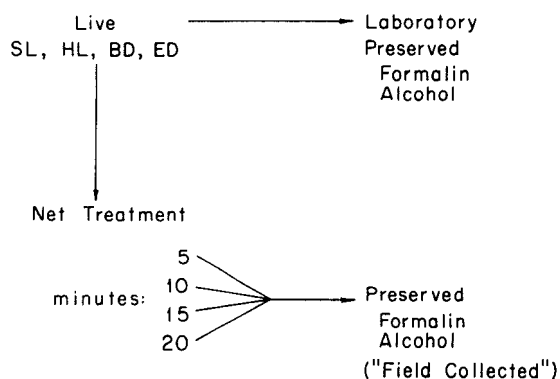 Live
SL, HL, BD, ED
Laboratory
Preserved
Formalin
Alcohol
Net Treatment
minutes:
5
10
15
20
Preserved
Formalin
Alcohol
("Field Collected")